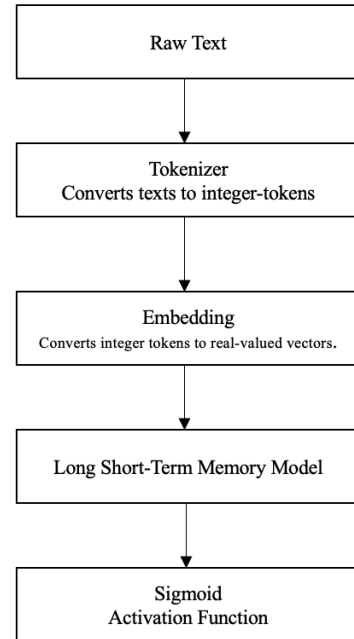 Raw Text
Tokenizer
Converts texts to integer-tokens
Embedding
Converts integer tokens to real-valued vectors.
Long Short-Term Memory Model
Sigmoid
Activation Function